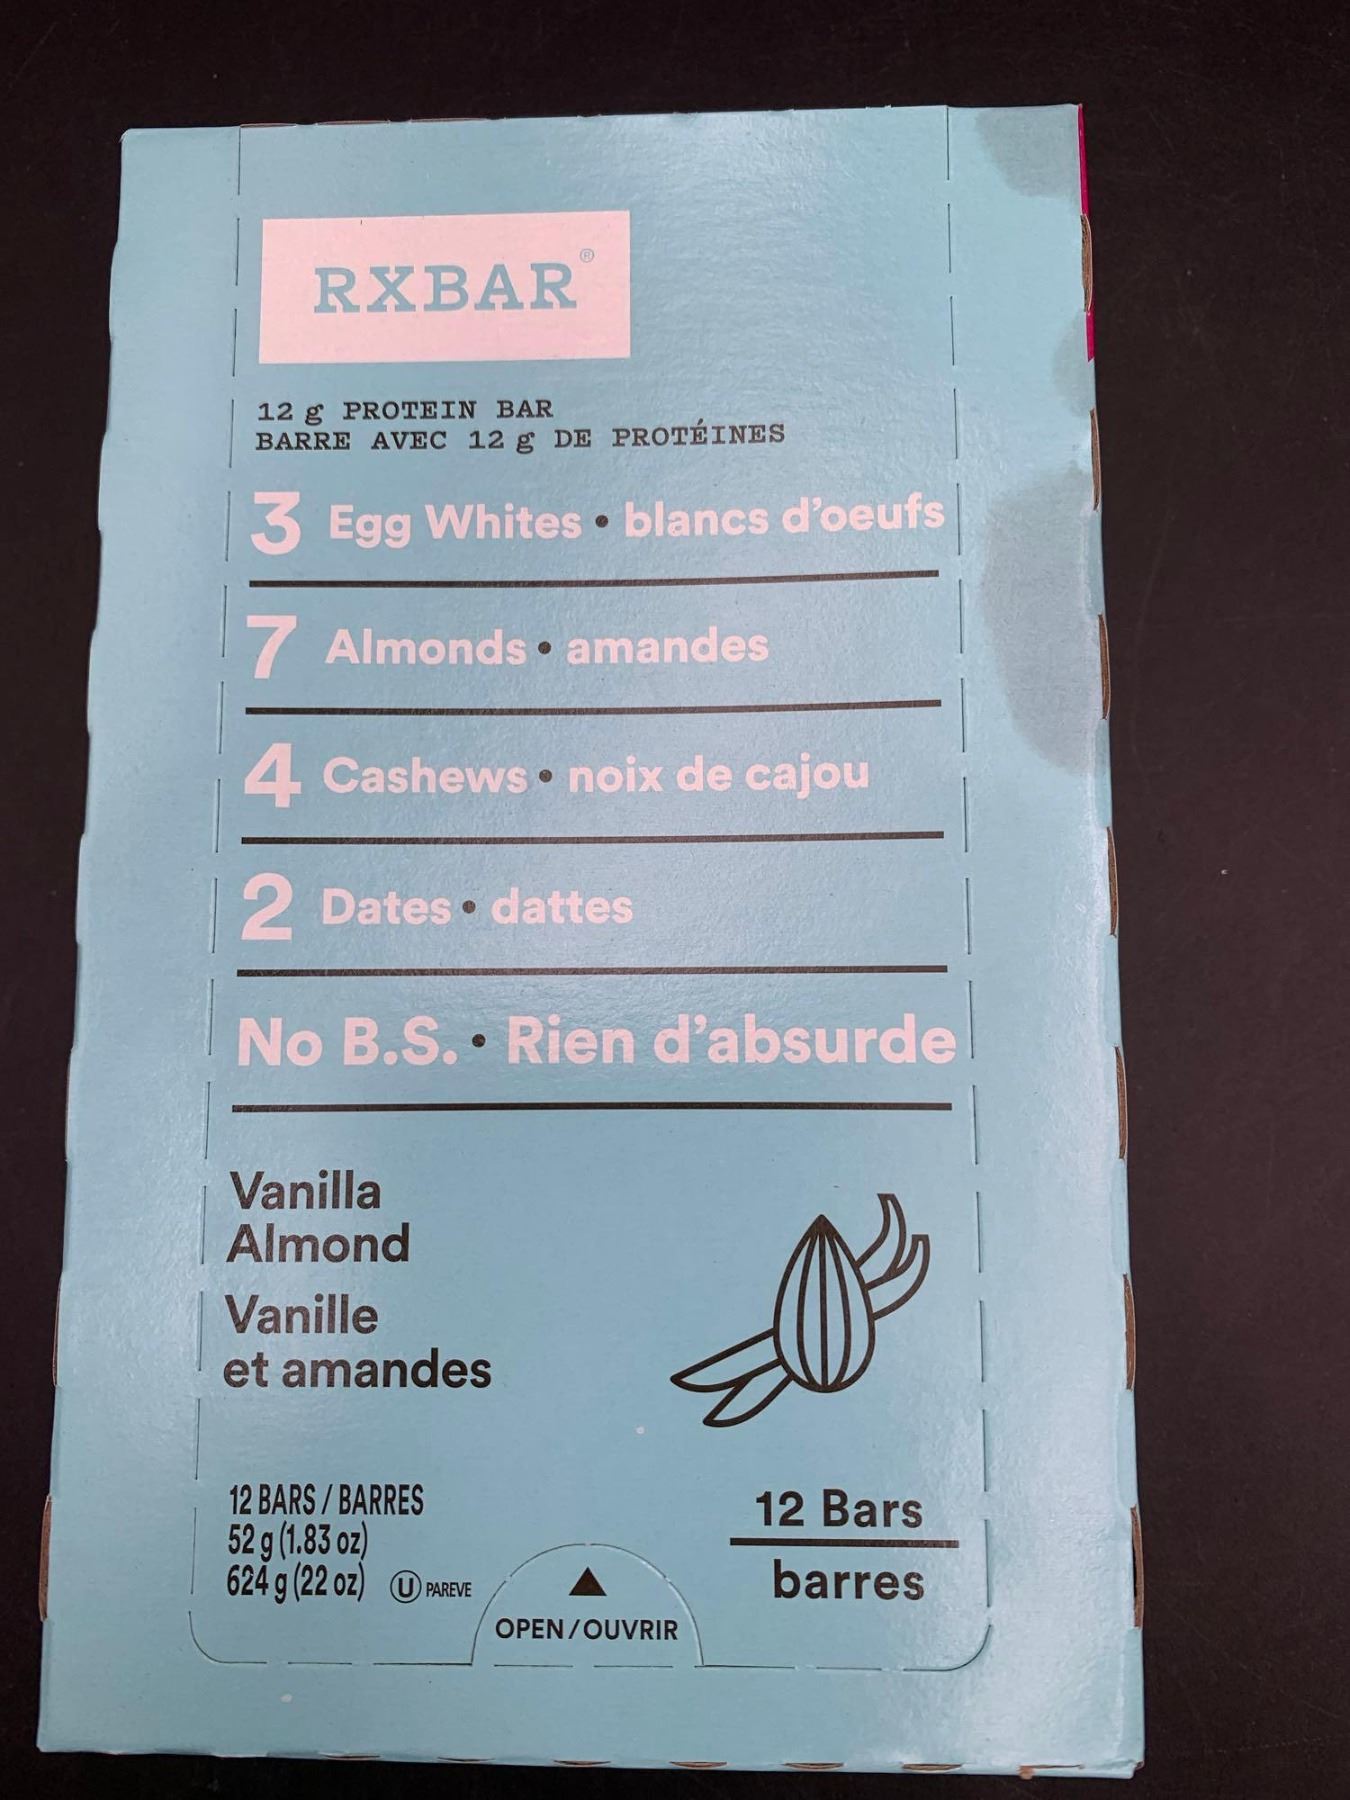 RXBAR®
12 g PROTEIN BAR
BARRE AVEC 12 g DE PROTÉINES
3 Egg Whites • blancs d'oeufs
7 Almonds • amandes
4 Cashews • noix de cajou
2 Dates • dattes
No B.S. • Rien d'absurde
Vanilla
Almond
Vanille
et amandes
12 BARS / BARRES
52 g (1.83 oz)
624 g (22 oz) U PAREVE
OPEN / OUVRIR
12 Bars
barres